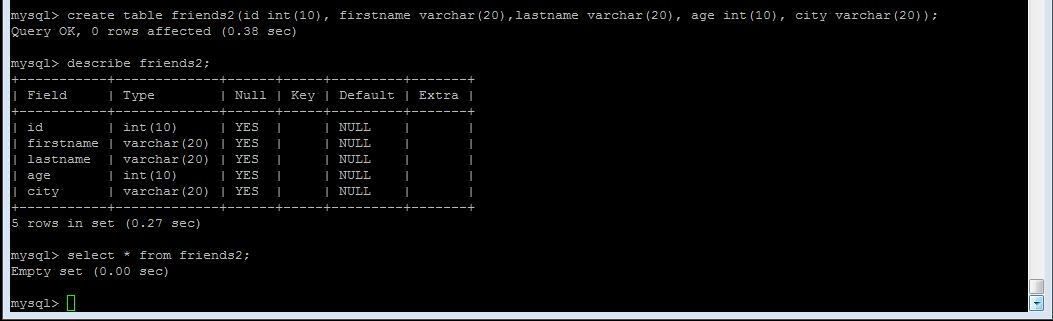 mysql> create table friends2(id int(10), firstname varchar(20),lastname varchar(20), age int(10), city varchar(20));
Query OK, 0 rows affected (0.38 sec)
mysql> describe friends2;
+-----------+-------------+------+-----+---------+-------+
| Field     | Type        | Null | Key | Default | Extra |
+-----------+-------------+------+-----+---------+-------+
| id        | int(10)     | YES  |     | NULL    |       |
| firstname | varchar(20) | YES  |     | NULL    |       |
| lastname  | varchar(20) | YES  |     | NULL    |       |
| age       | int(10)     | YES  |     | NULL    |       |
| city      | varchar(20) | YES  |     | NULL    |       |
+-----------+-------------+------+-----+---------+-------+
5 rows in set (0.27 sec)
mysql> select * from friends2;
Empty set (0.00 sec)
mysql>